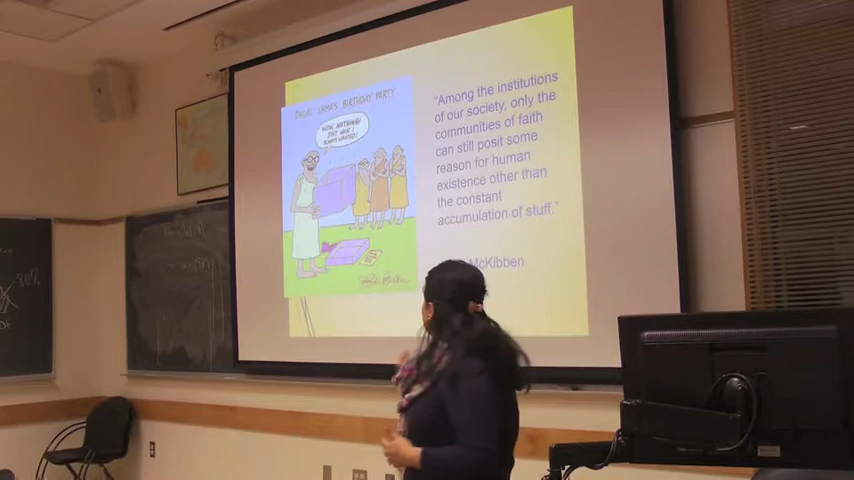 DALAI LAMA'S BIRTHDAY PARTY
WOW, NOTHING!
JUST WHAT I
ALWAYS WANTED!
"Among the institutions
of our society, only the
communities of faith
can still posit some
reason for human
existence other than
the constant
accumulation of stuff."
McKibben
80%